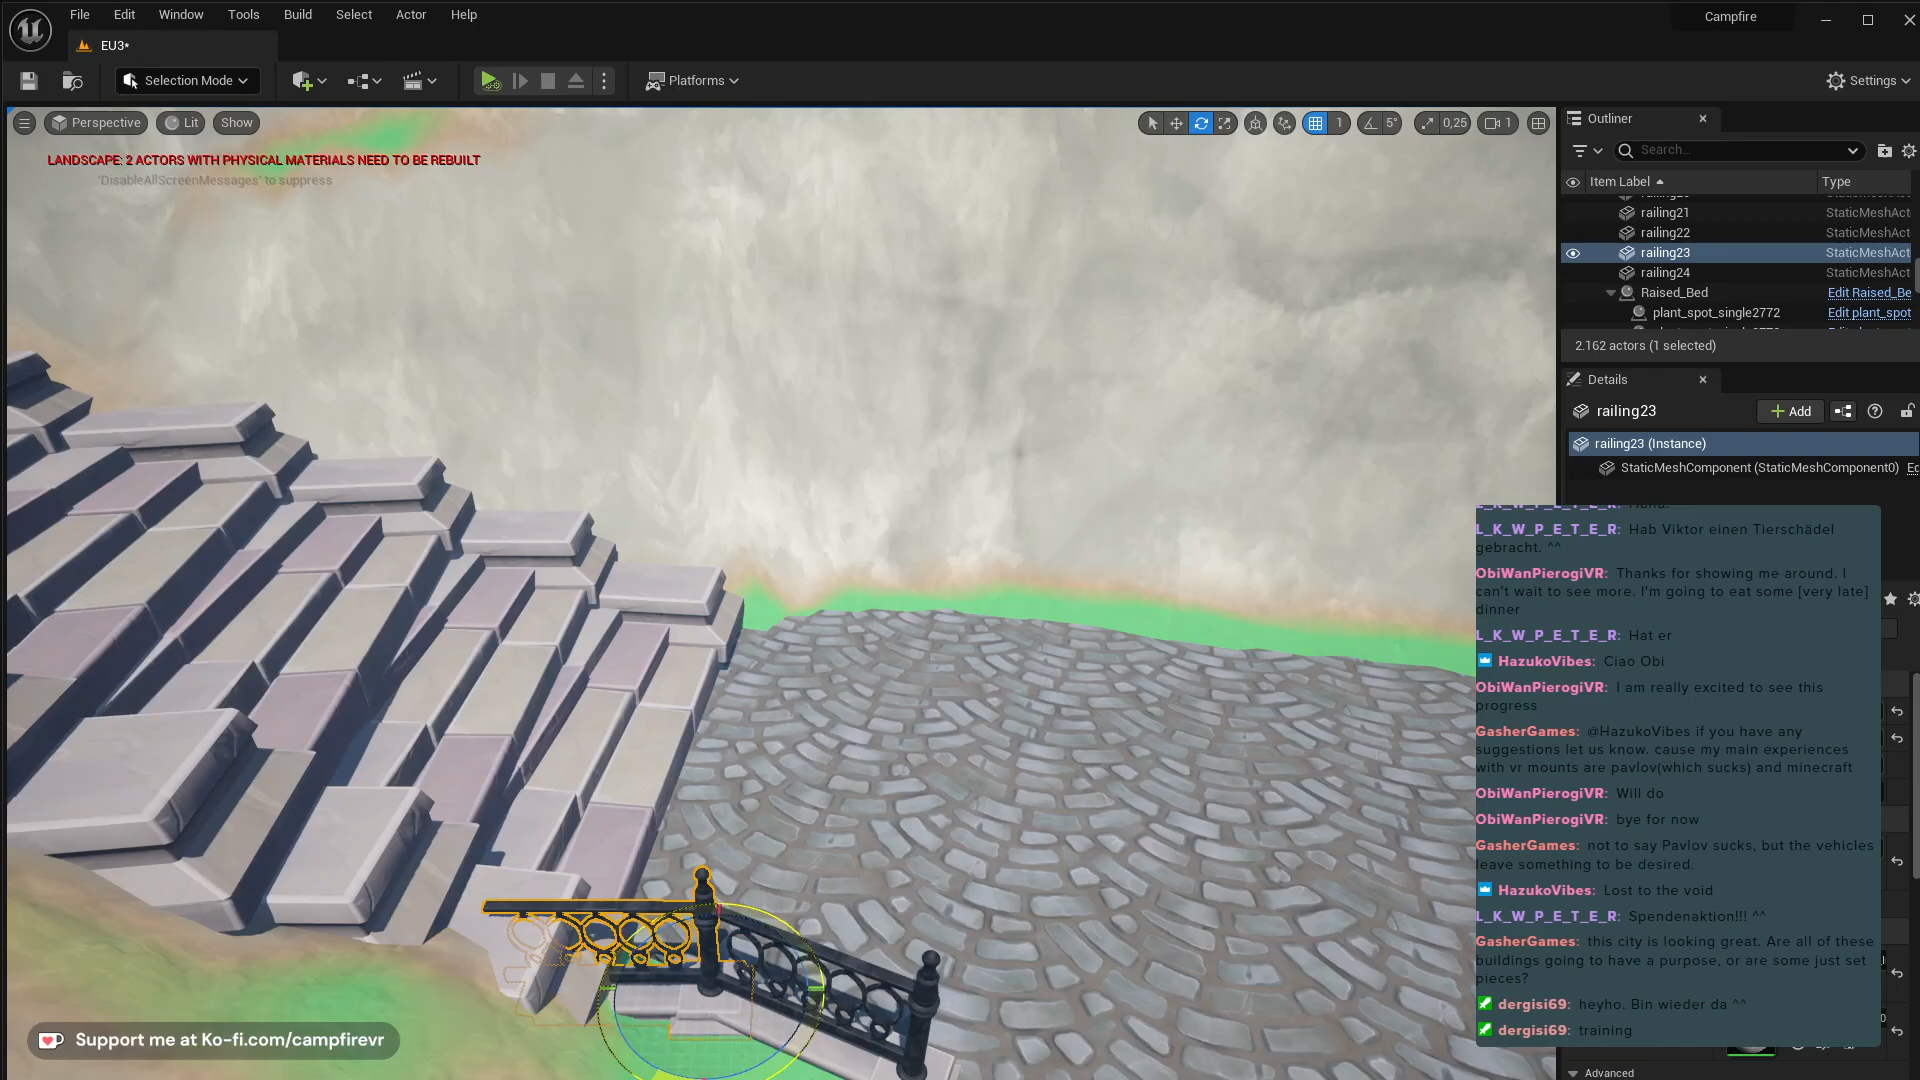 File Edit Window Tools Build Select Actor Help
Campfire
EU3*
Selection Mode
Platforms
Settings
Perspective Lit Show
1 5° 0,25 1
LANDSCAPE: 2 ACTORS WITH PHYSICAL MATERIALS NEED TO BE REBUILT
'DisableAllScreenMessages' to suppress
Outliner
Search...
Item Label Type
railing21 StaticMeshAct
railing22 StaticMeshAct
railing23 StaticMeshAct
railing24 StaticMeshAct
Raised_Bed Edit Raised_Be
plant_spot_single2772 Edit plant_spot
2.162 actors (1 selected)
Details
railing23
Add
railing23 (Instance)
StaticMeshComponent (StaticMeshComponent0) Ed
L_K_W_P_E_T_E_R: Hab Viktor einen Tierschädel
gebracht. ^^
ObiWanPierogiVR: Thanks for showing me around. I
can't wait to see more. I'm going to eat some [very late]
dinner
L_K_W_P_E_T_E_R: Hat er
HazukoVibes: Ciao Obi
ObiWanPierogiVR: I am really excited to see this
progress
GasherGames: @HazukoVibes if you have any
suggestions let us know. cause my main experiences
with vr mounts are pavlov(which sucks) and minecraft
ObiWanPierogiVR: Will do
ObiWanPierogiVR: bye for now
GasherGames: not to say Pavlov sucks, but the vehicles
leave something to be desired.
HazukoVibes: Lost to the void
L_K_W_P_E_T_E_R: Spendenaktion!!! ^^
GasherGames: this city is looking great. Are all of these
buildings going to have a purpose, or are some just set
pieces?
dergisi69: heyho. Bin wieder da ^^
dergisi69: training
Support me at Ko-fi.com/campfirevr
Advanced